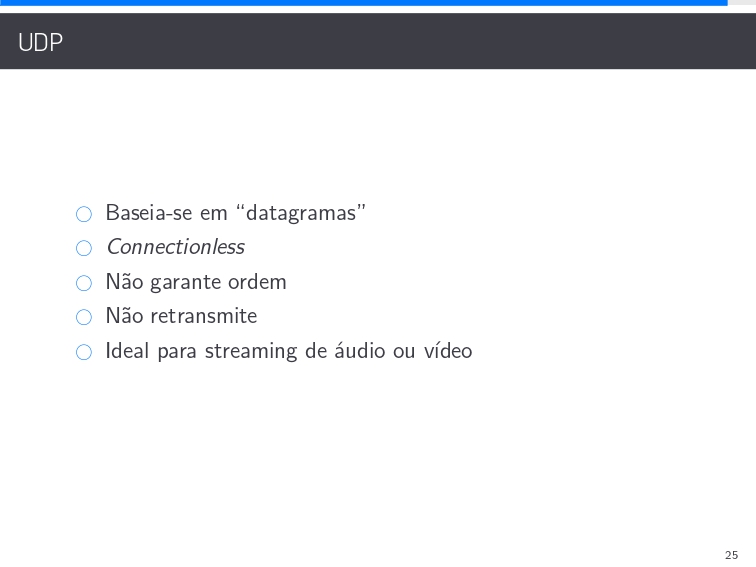 UDP
Baseia-se em “datagramas”
Connectionless
Não garante ordem
Não retransmite
Ideal para streaming de áudio ou vídeo
25